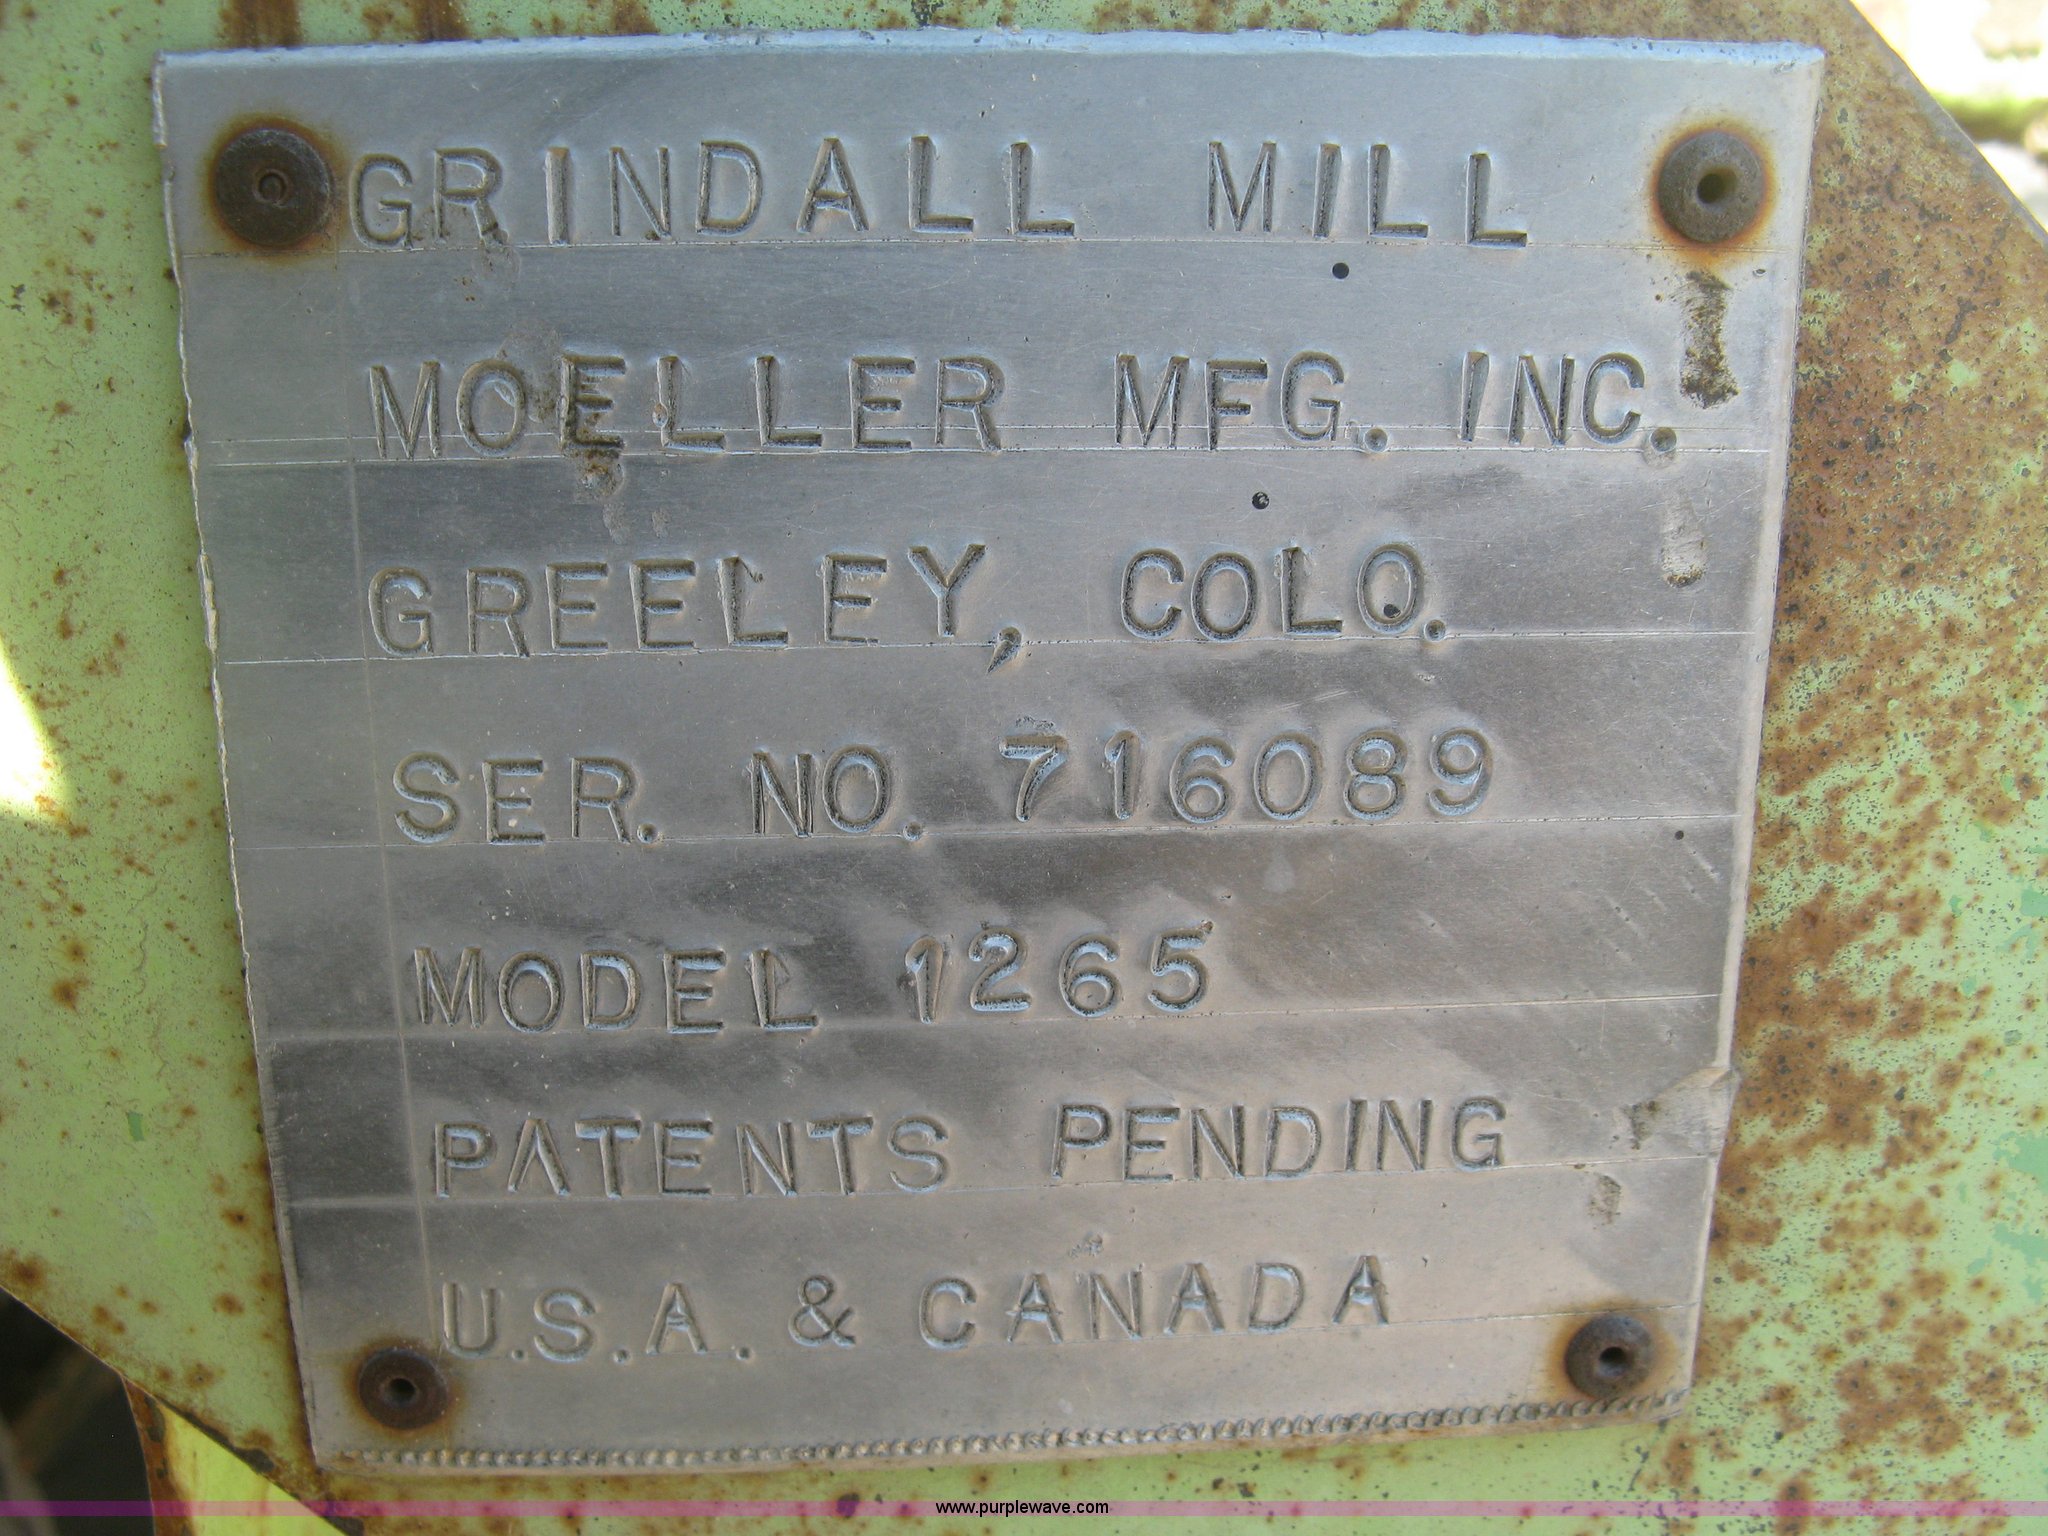 GRINDALL MILL
MOELLER MFG. INC.
GREELEY, COLO.
SER. NO. 716089
MODEL 1265
PATENTS PENDING
U.S.A. & CANADA
www.purplewave.com